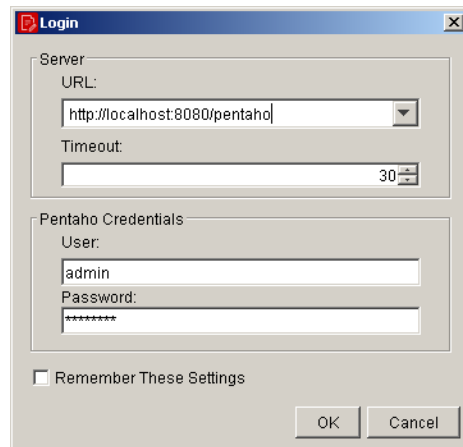 Login
Server
URL:
http://localhost:8080/pentaho
Timeout:
30
Pentaho Credentials
User:
admin
Password:
********
Remember These Settings
OK Cancel